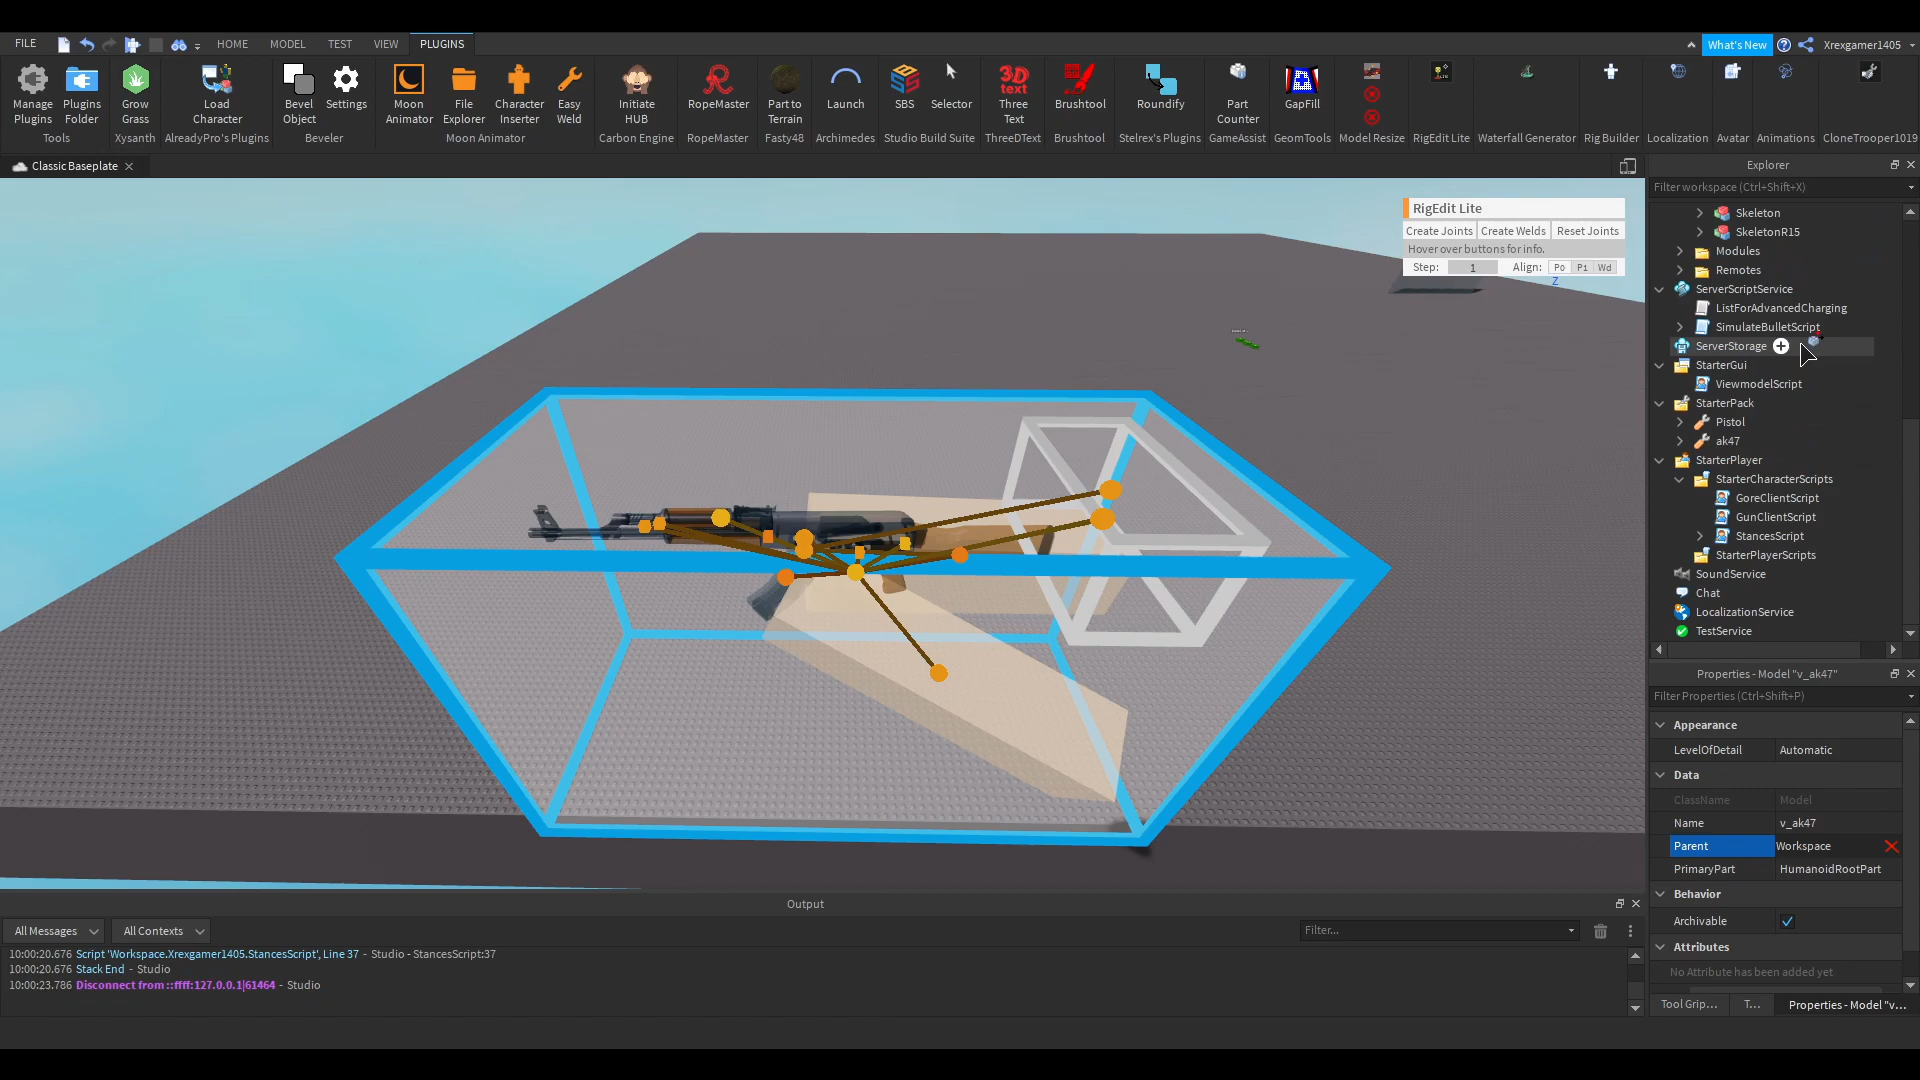 FILE
HOME
MODEL
TEST
VIEW
PLUGINS
What's New
Xrexgamer1405
Manage Plugins
Plugins Folder
Grow Grass
Load Character
Bevel Object
Settings
Moon Animator
File Explorer
Character Inserter
Easy Weld
Initiate HUB
RopeMaster
Part to Terrain
Launch
SBS
Selector
3D text
Three Text
Brushtool
Roundify
Part Counter
GapFill
Tools
Xysanth
AlreadyPro's Plugins
Beveler
Moon Animator
Carbon Engine
RopeMaster
Fasty48
Archimedes
Studio Build Suite
ThreeDText
Brushtool
Stelrex's Plugins
GameAssist
GeomTools
Model Resize
RigEdit Lite
Waterfall Generator
Rig Builder
Localization
Avatar
Animations
CloneTrooper1019
Classic Baseplate
RigEdit Lite
Create Joints
Create Welds
Reset Joints
Hover over buttons for info.
Step: 1 Align: P0 P1 Wd
Z
Explorer
Filter workspace (Ctrl+Shift+X)
Skeleton
SkeletonR15
Modules
Remotes
ServerScriptService
ListForAdvancedCharging
SimulateBulletScript
ServerStorage
StarterGui
ViewmodelScript
StarterPack
Pistol
ak47
StarterPlayer
StarterCharacterScripts
GoreClientScript
GunClientScript
StancesScript
StarterPlayerScripts
SoundService
Chat
LocalizationService
TestService
Properties - Model "v_ak47"
Filter Properties (Ctrl+Shift+P)
Appearance
LevelOfDetail Automatic
Data
ClassName Model
Name v_ak47
Parent Workspace
PrimaryPart HumanoidRootPart
Behavior
Archivable
Attributes
No Attribute has been added yet
Tool Grip...
T...
Properties - Model "v...
Output
All Messages
All Contexts
Filter...
10:00:20.676 Script 'Workspace.Xrexgamer1405.StancesScript', Line 37 - Studio - StancesScript:37
10:00:20.676 Stack End - Studio
10:00:23.786 Disconnect from ::ffff:127.0.0.1|61464 - Studio